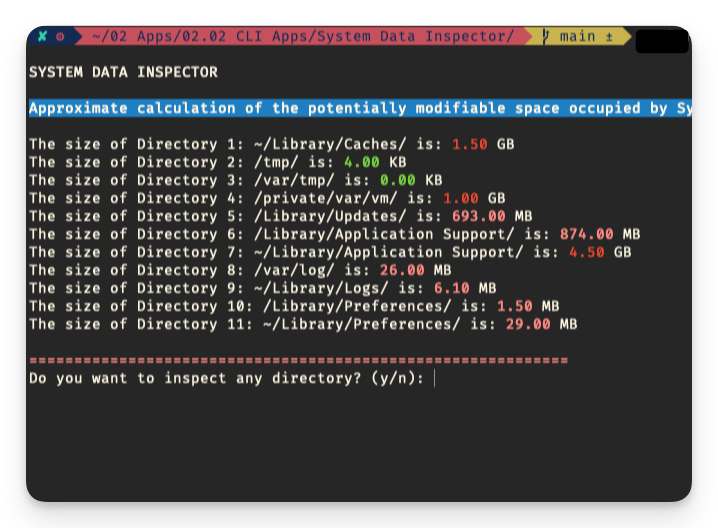 ✘ ⚙ ~/02 Apps/02.02 CLI Apps/System Data Inspector/ main ±
SYSTEM DATA INSPECTOR
Approximate calculation of the potentially modifiable space occupied by Sy
The size of Directory 1: ~/Library/Caches/ is: 1.50 GB
The size of Directory 2: /tmp/ is: 4.00 KB
The size of Directory 3: /var/tmp/ is: 0.00 KB
The size of Directory 4: /private/var/vm/ is: 1.00 GB
The size of Directory 5: /Library/Updates/ is: 693.00 MB
The size of Directory 6: /Library/Application Support/ is: 874.00 MB
The size of Directory 7: ~/Library/Application Support/ is: 4.50 GB
The size of Directory 8: /var/log/ is: 26.00 MB
The size of Directory 9: ~/Library/Logs/ is: 6.10 MB
The size of Directory 10: /Library/Preferences/ is: 1.50 MB
The size of Directory 11: ~/Library/Preferences/ is: 29.00 MB
============================================================
Do you want to inspect any directory? (y/n):